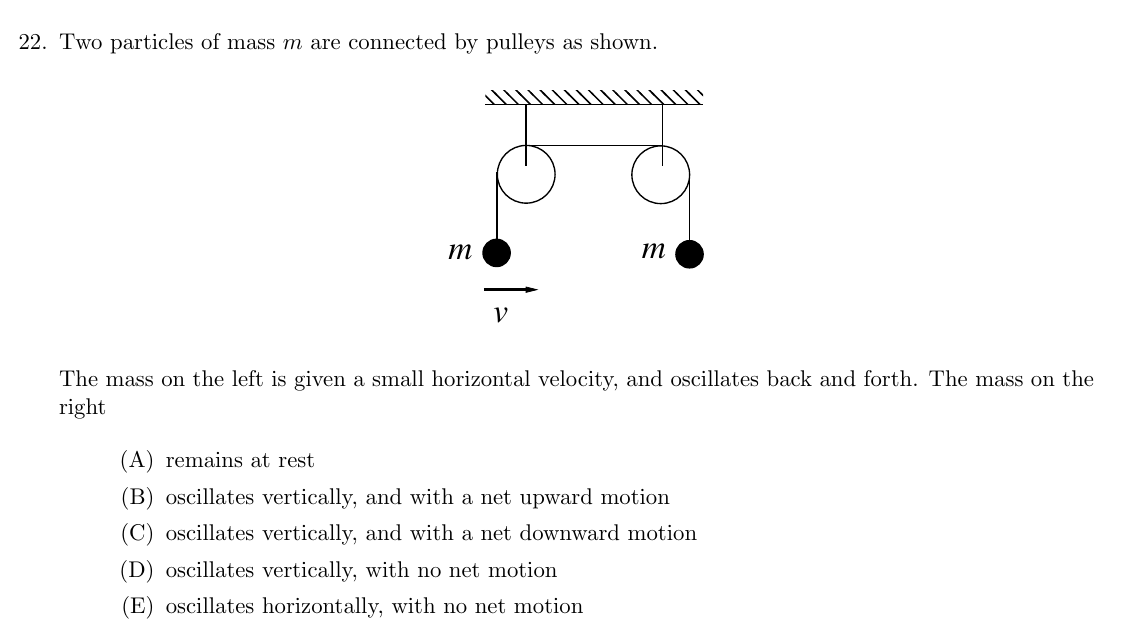 22. Two particles of mass m are connected by pulleys as shown.
m
m
v
The mass on the left is given a small horizontal velocity, and oscillates back and forth. The mass on the
right
(A) remains at rest
(B) oscillates vertically, and with a net upward motion
(C) oscillates vertically, and with a net downward motion
(D) oscillates vertically, with no net motion
(E) oscillates horizontally, with no net motion